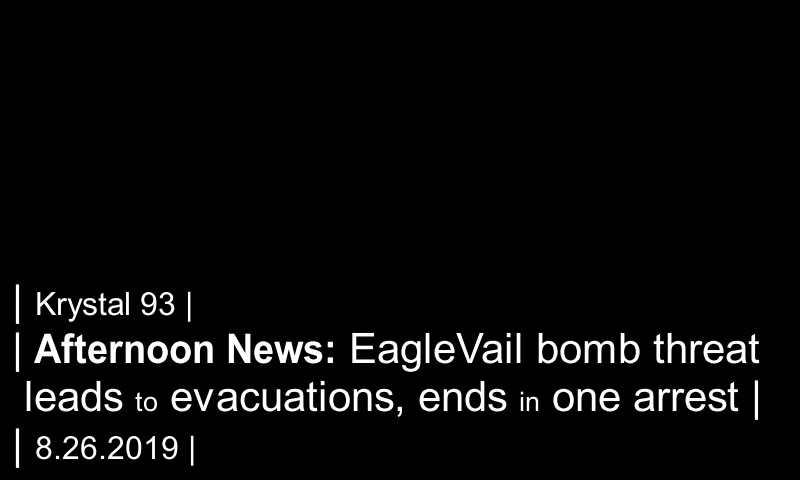 | Krystal 93 |
| Afternoon News: EagleVail bomb threat
leads to evacuations, ends in one arrest |
| 8.26.2019 |